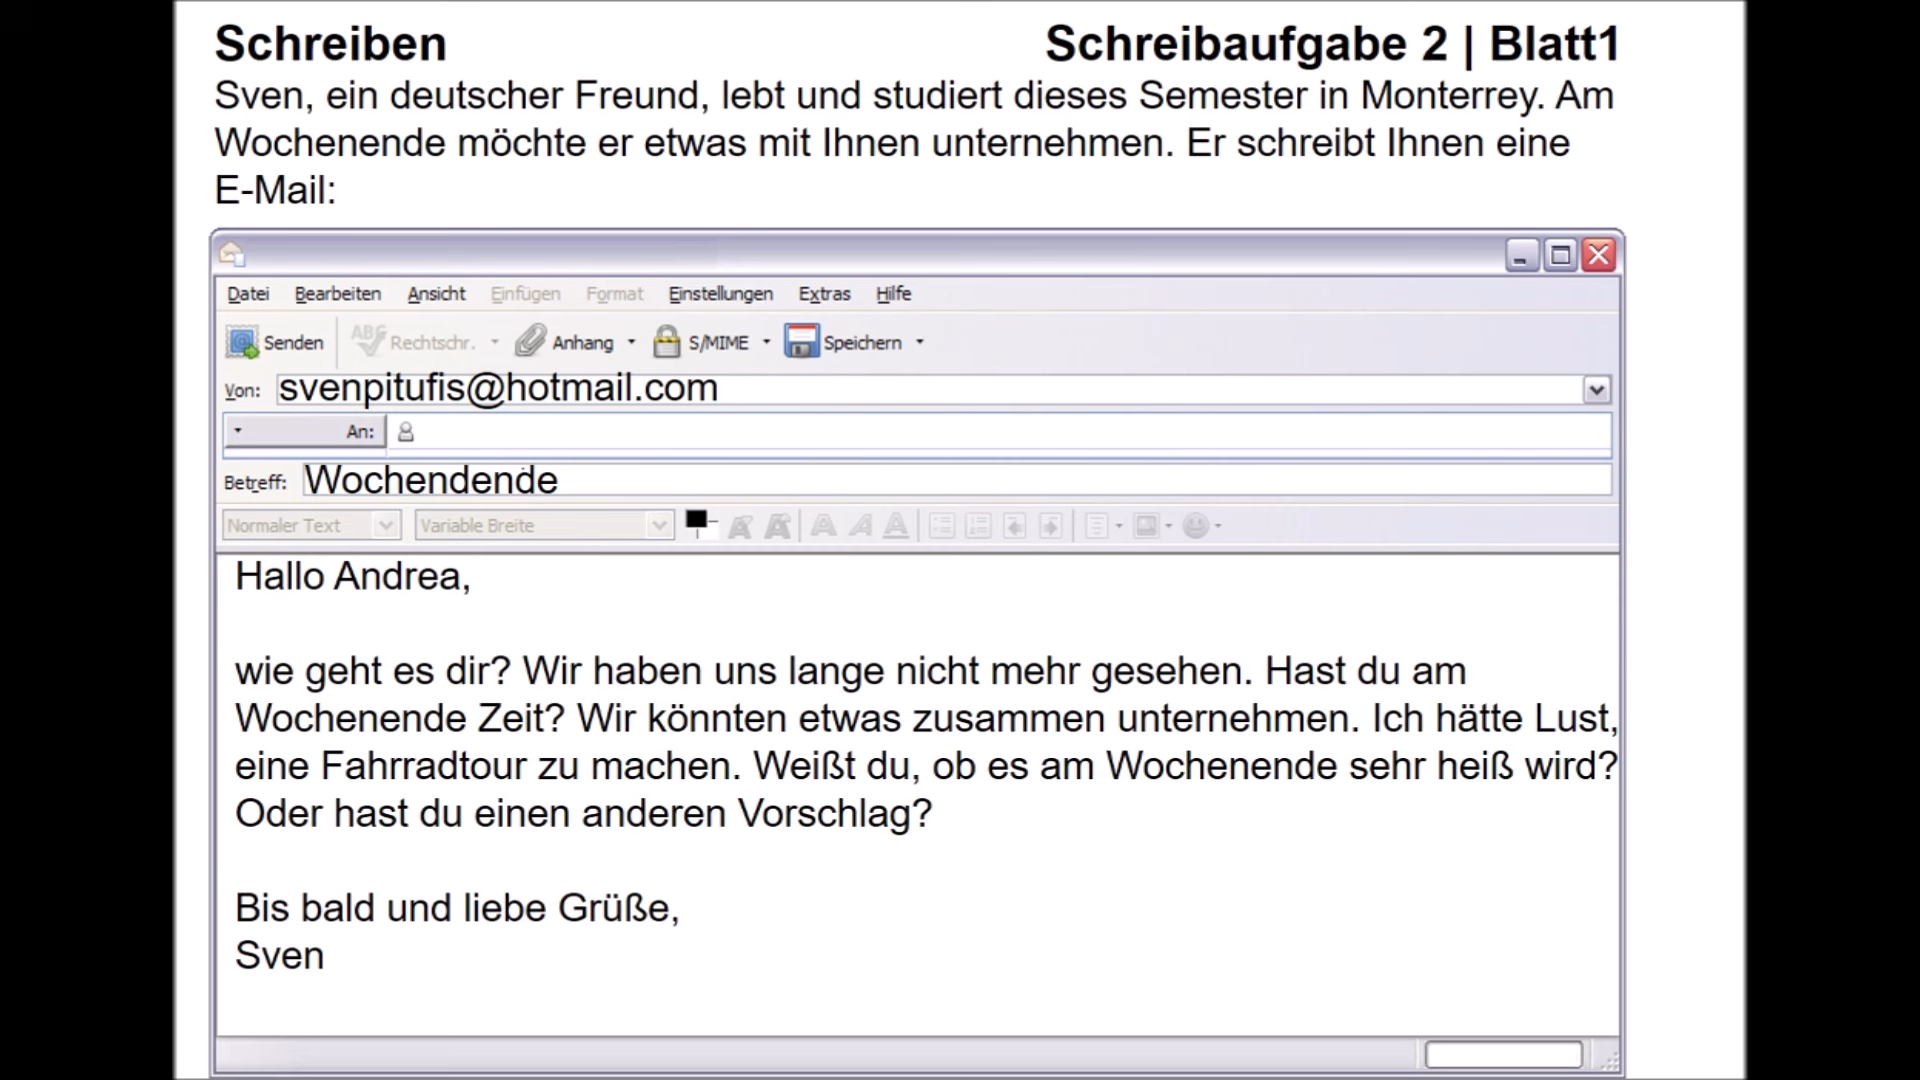 Schreiben Schreibaufgabe 2 | Blatt1
Sven, ein deutscher Freund, lebt und studiert dieses Semester in Monterrey. Am
Wochenende möchte er etwas mit Ihnen unternehmen. Er schreibt Ihnen eine
E-Mail:
Datei Bearbeiten Ansicht Einfügen Format Einstellungen Extras Hilfe
Senden ABC Rechtschr. Anhang S/MIME Speichern
Von: svenpitufis@hotmail.com
An:
Betreff: Wochendende
Normaler Text Variable Breite
Hallo Andrea,
wie geht es dir? Wir haben uns lange nicht mehr gesehen. Hast du am
Wochenende Zeit? Wir könnten etwas zusammen unternehmen. Ich hätte Lust,
eine Fahrradtour zu machen. Weißt du, ob es am Wochenende sehr heiß wird?
Oder hast du einen anderen Vorschlag?
Bis bald und liebe Grüße,
Sven